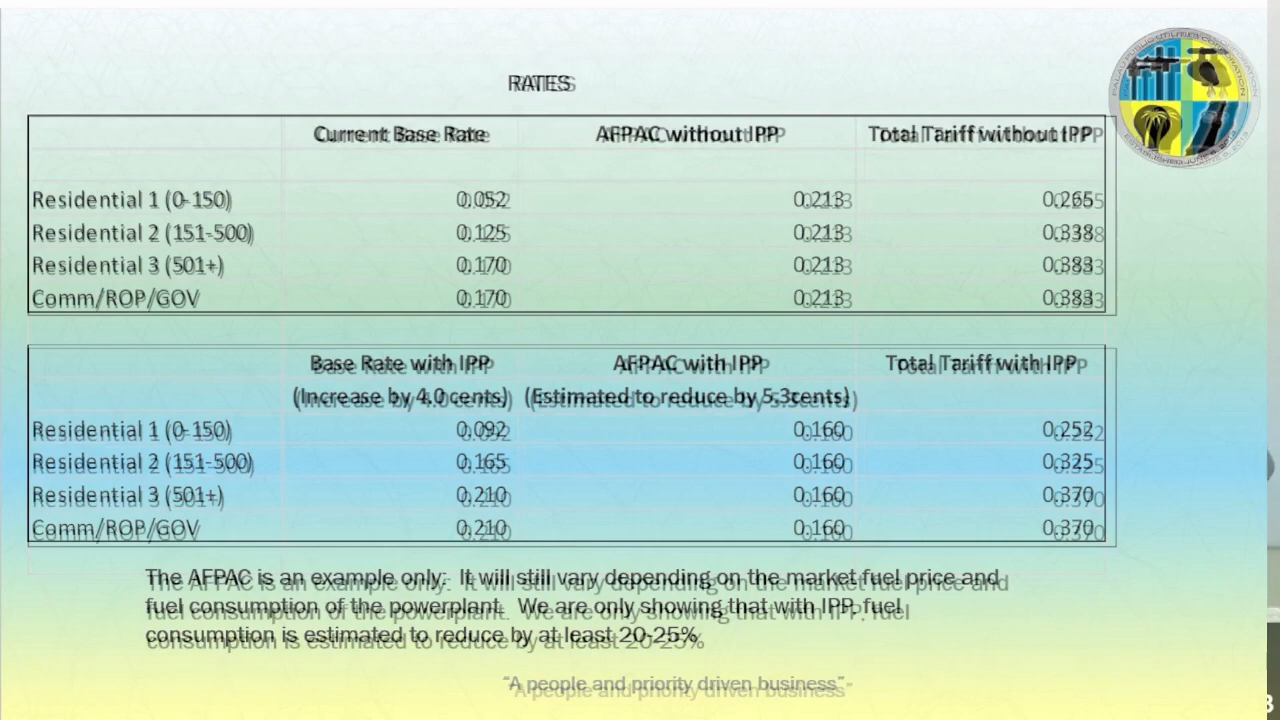 RATES
Current Base Rate AFPAC without IPP Total Tariff without IPP
Residential 1 (0-150) 0.052 0.213 0.265
Residential 2 (151-500) 0.125 0.213 0.338
Residential 3 (501+) 0.170 0.213 0.383
Comm/ROP/GOV 0.170 0.213 0.383
Base Rate with IPP AFPAC with IPP Total Tariff with IPP
(Increase by 4.0 cents) (Estimated to reduce by 5.3cents)
Residential 1 (0-150) 0.092 0.160 0.252
Residential 2 (151-500) 0.165 0.160 0.325
Residential 3 (501+) 0.210 0.160 0.370
Comm/ROP/GOV 0.210 0.160 0.370
The AFPAC is an example only. It will still vary depending on the market fuel price and
fuel consumption of the powerplant. We are only showing that with IPP, fuel
consumption is estimated to reduce by at least 20-25%
"A people and priority driven business"